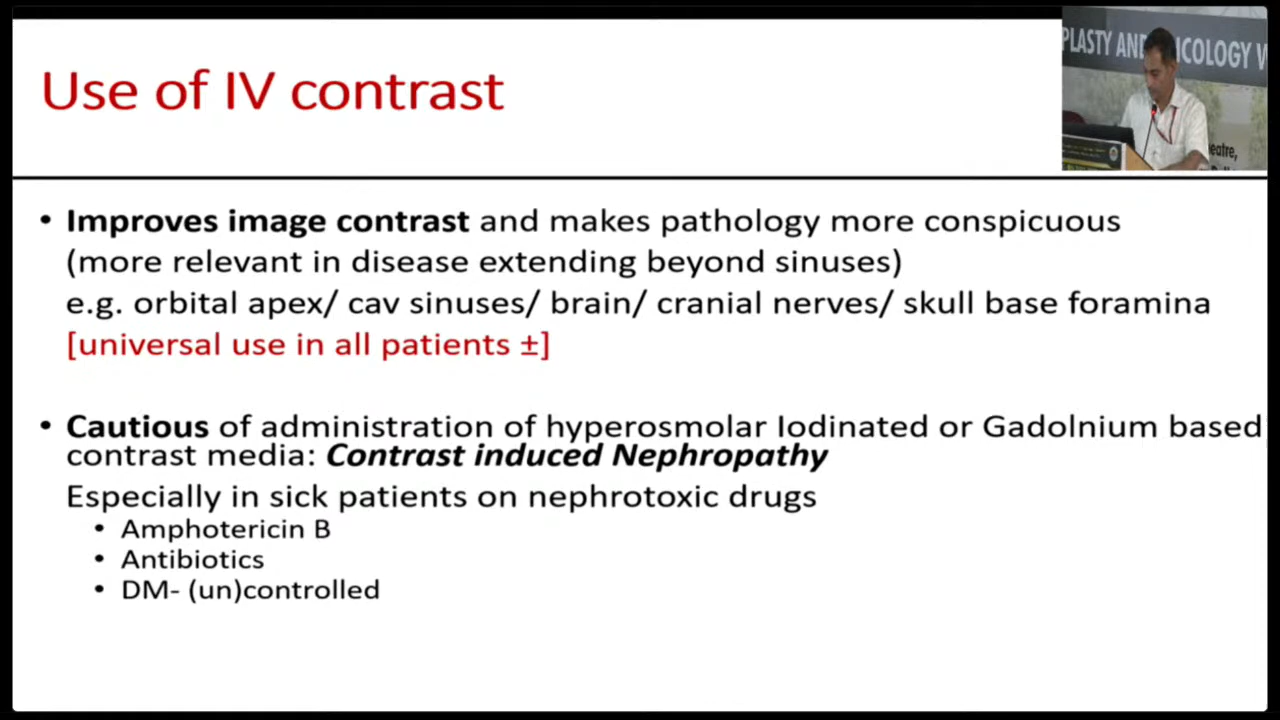 Use of IV contrast
PLASTY AND
COLOGY W
• Improves image contrast and makes pathology more conspicuous
(more relevant in disease extending beyond sinuses)
e.g. orbital apex/ cav sinuses/ brain/ cranial nerves/ skull base foramina
[universal use in all patients ±]
• Cautious of administration of hyperosmolar Iodinated or Gadolnium based
contrast media: Contrast induced Nephropathy
Especially in sick patients on nephrotoxic drugs
• Amphotericin B
• Antibiotics
• DM- (un)controlled